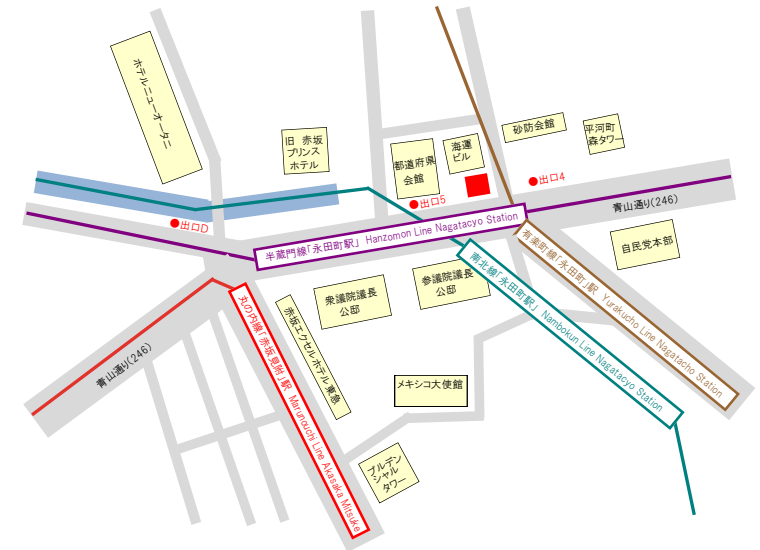 ホテルニューオータニ
旧 赤坂
プリンス
ホテル
都道府県
会館
海運
ビル
砂防会館
平河町
森タワー
●出口4
●出口5
●出口D
青山通り(246)
半蔵門線「永田町駅」 Hanzomon Line Nagatacyo Station
自民党本部
有楽町線「永田町」駅 Yurakucho Line Nagatacho Station
南北線「永田町駅」 Nambokun Line Nagatacyo Station
参議院議長
公邸
衆議院議長
公邸
赤坂エクセルホテル東急
丸の内線「赤坂見附」駅 Marunouchi Line Akasaka Mitsuke
青山通り(246)
メキシコ大使館
プルデン
シャル
タワー